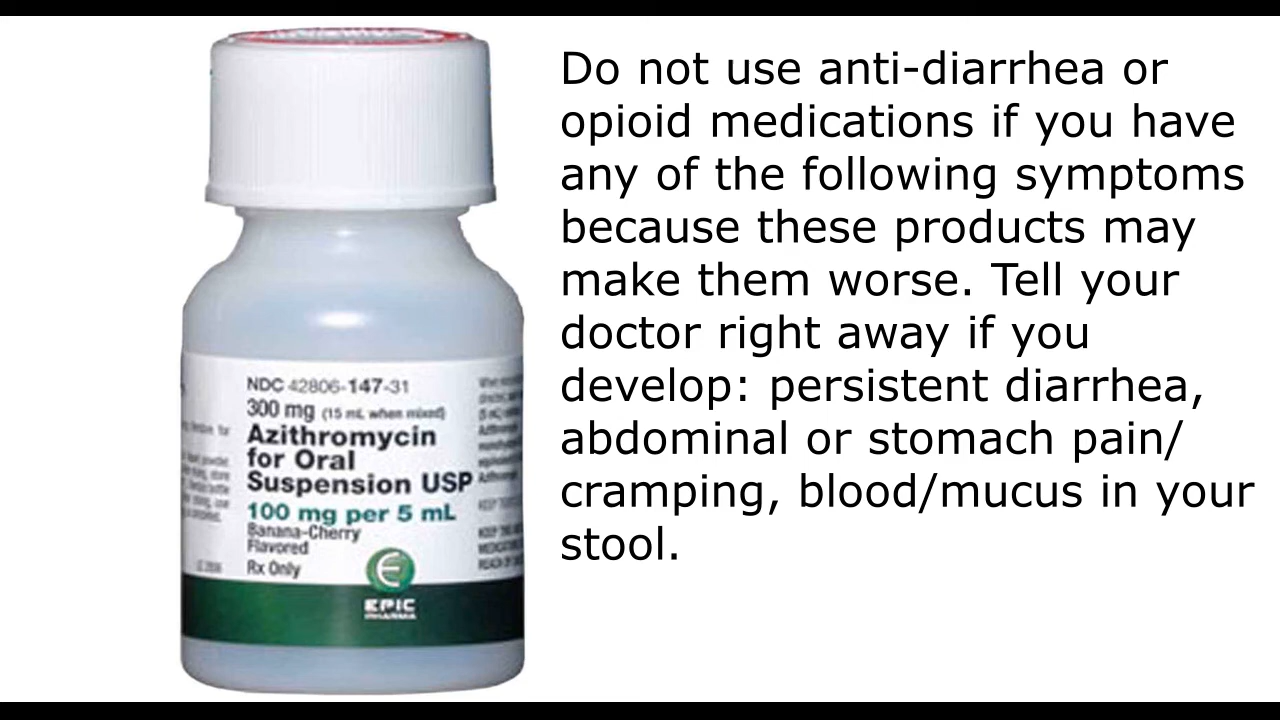 NDC 42806-147-31
300 mg (15 mL when mixed)
Azithromycin
for Oral
Suspension USP
100 mg per 5 mL
Banana-Cherry
Flavored
Rx Only
EPIC
PHARMA
Do not use anti-diarrhea or
opioid medications if you have
any of the following symptoms
because these products may
make them worse. Tell your
doctor right away if you
develop: persistent diarrhea,
abdominal or stomach pain/
cramping, blood/mucus in your
stool.